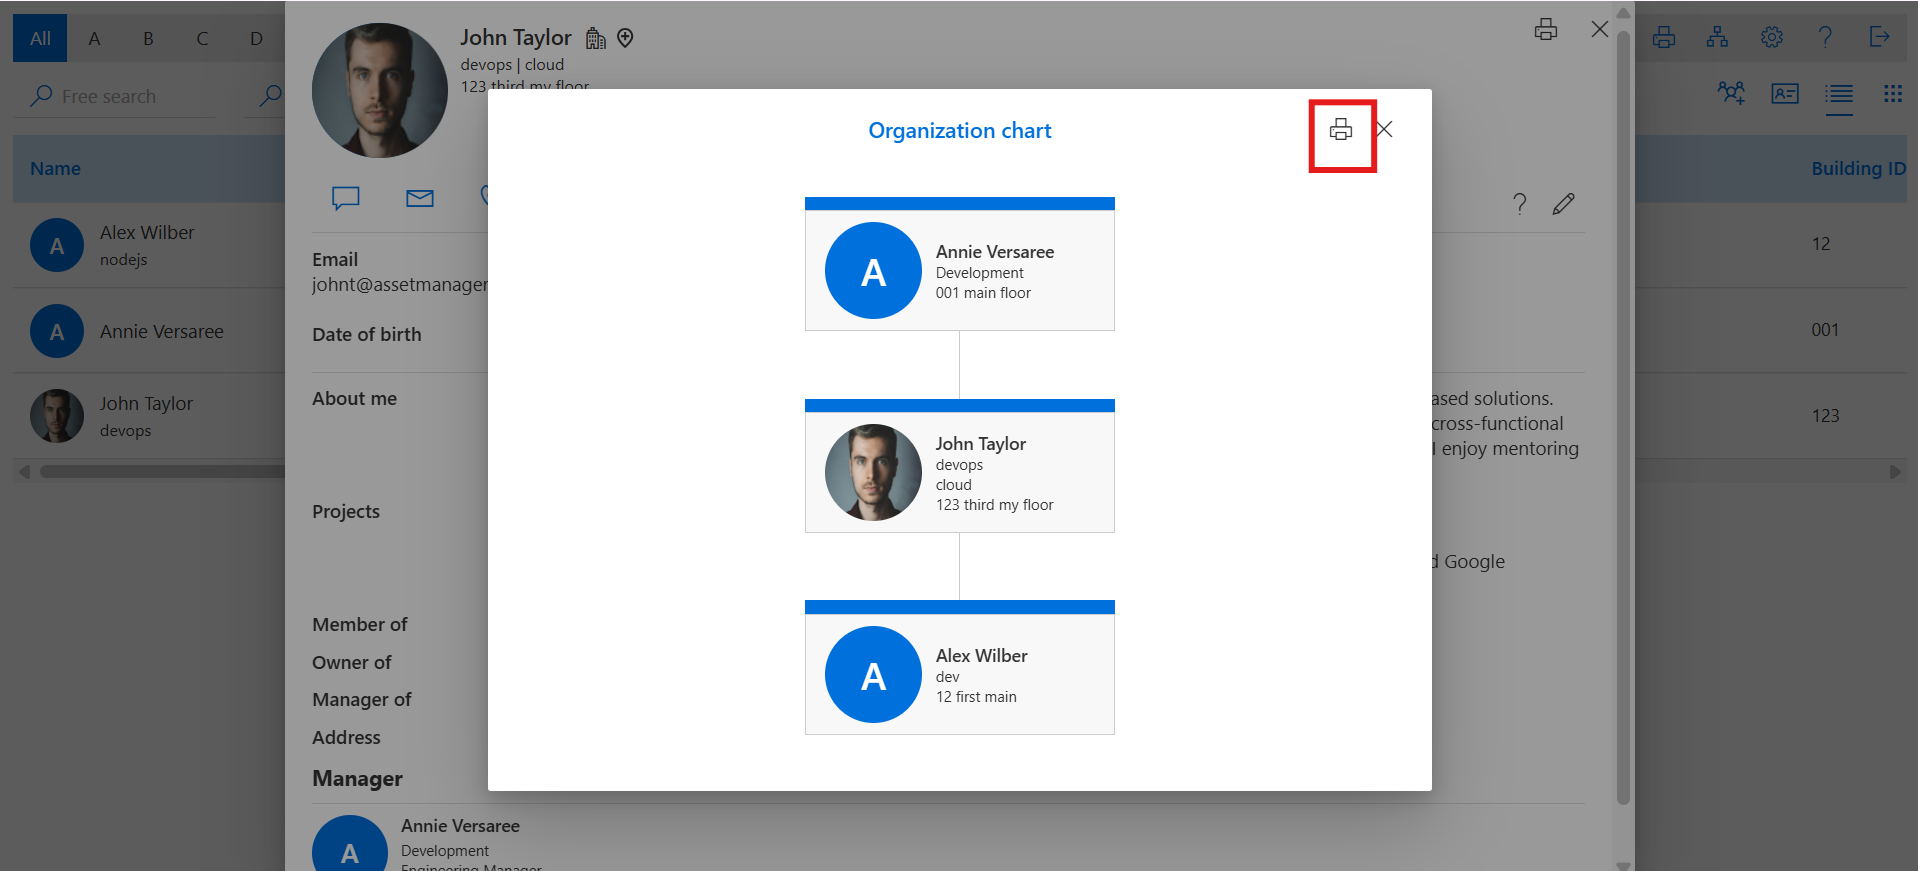 All A B C D
Free search
Name
Building ID
A
Alex Wilber
nodejs
12
A
Annie Versaree
001
John Taylor
devops
123
John Taylor
devops | cloud
123 third my floor
Email
johnt@assetmanager
Date of birth
About me
ased solutions.
cross-functional
I enjoy mentoring
Projects
d Google
Member of
Owner of
Manager of
Address
Manager
A
Annie Versaree
Development
Engineering Manager
Organization chart
A
Annie Versaree
Development
001 main floor
John Taylor
devops
cloud
123 third my floor
A
Alex Wilber
dev
12 first main